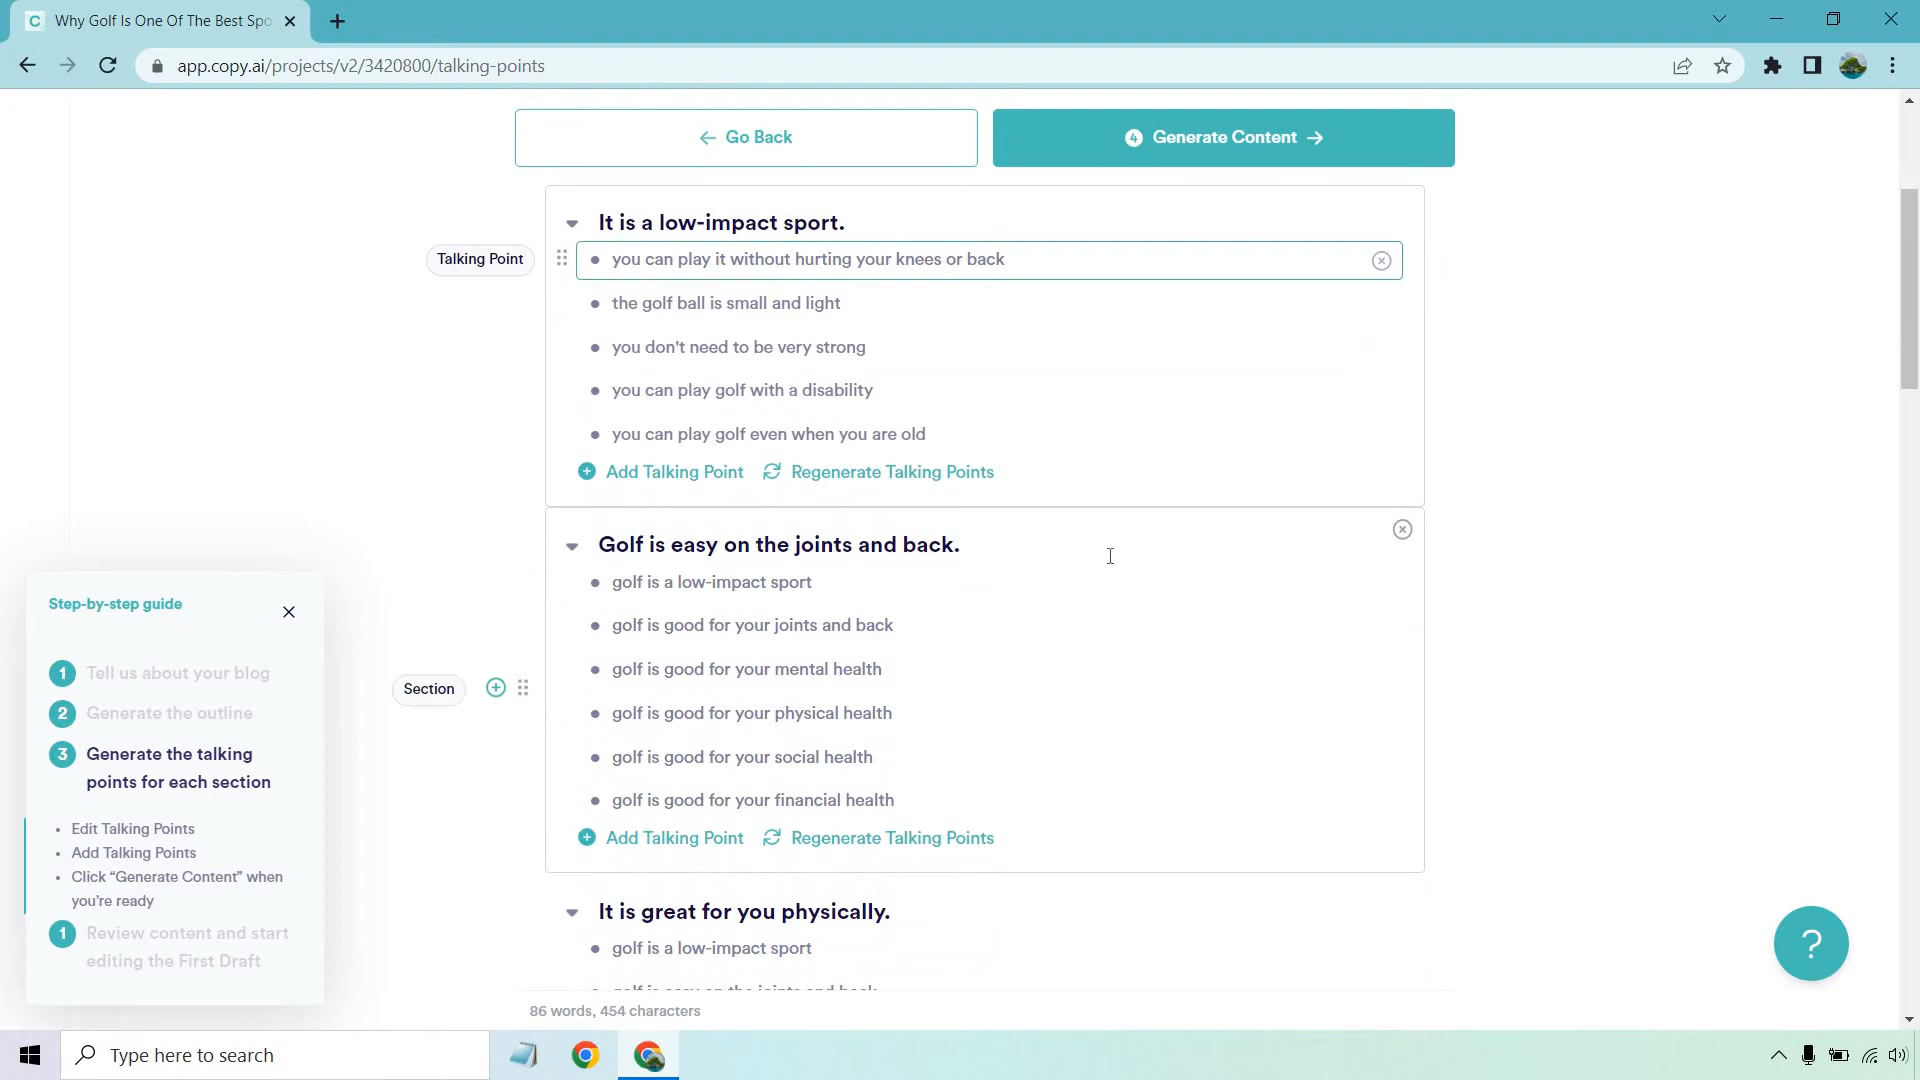 Why Golf Is One Of The Best Spo
app.copy.ai/projects/v2/3420800/talking-points
← Go Back
4 Generate Content →
It is a low-impact sport.
Talking Point
• you can play it without hurting your knees or back
• the golf ball is small and light
• you don't need to be very strong
• you can play golf with a disability
• you can play golf even when you are old
Add Talking Point Regenerate Talking Points
Golf is easy on the joints and back.
• golf is a low-impact sport
• golf is good for your joints and back
• golf is good for your mental health
Section
• golf is good for your physical health
• golf is good for your social health
• golf is good for your financial health
Add Talking Point Regenerate Talking Points
It is great for you physically.
• golf is a low-impact sport
86 words, 454 characters
Step-by-step guide
1 Tell us about your blog
2 Generate the outline
3 Generate the talking
points for each section
• Edit Talking Points
• Add Talking Points
• Click “Generate Content” when
you're ready
1 Review content and start
editing the First Draft
?
Type here to search